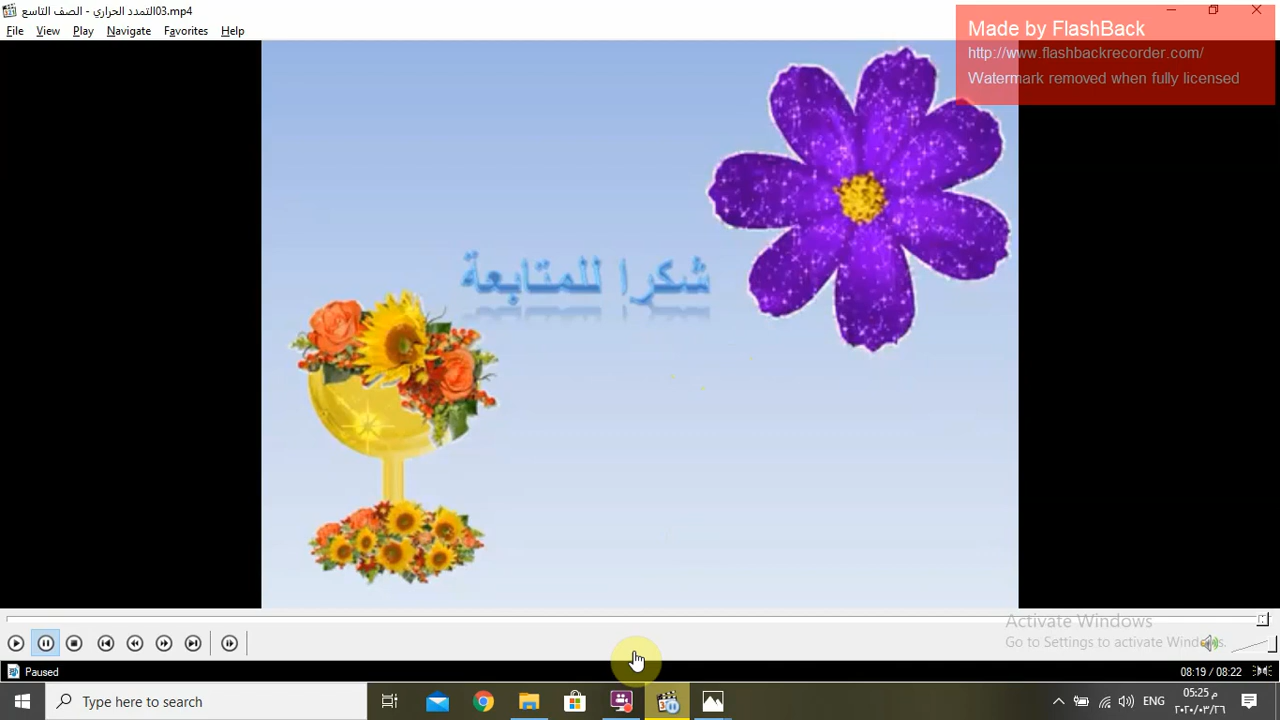 03التمدد الحراري - الصف التاسع.mp4
File View Play Navigate Favorites Help
Made by FlashBack
http://www.flashbackrecorder.com/
Watermark removed when fully licensed
شكرا للمتابعة
Activate Windows
Go to Settings to activate Windows.
Paused
08:19 / 08:22
Type here to search
ENG
05:25 م
٢٠٢٠/٠٣/٢٦